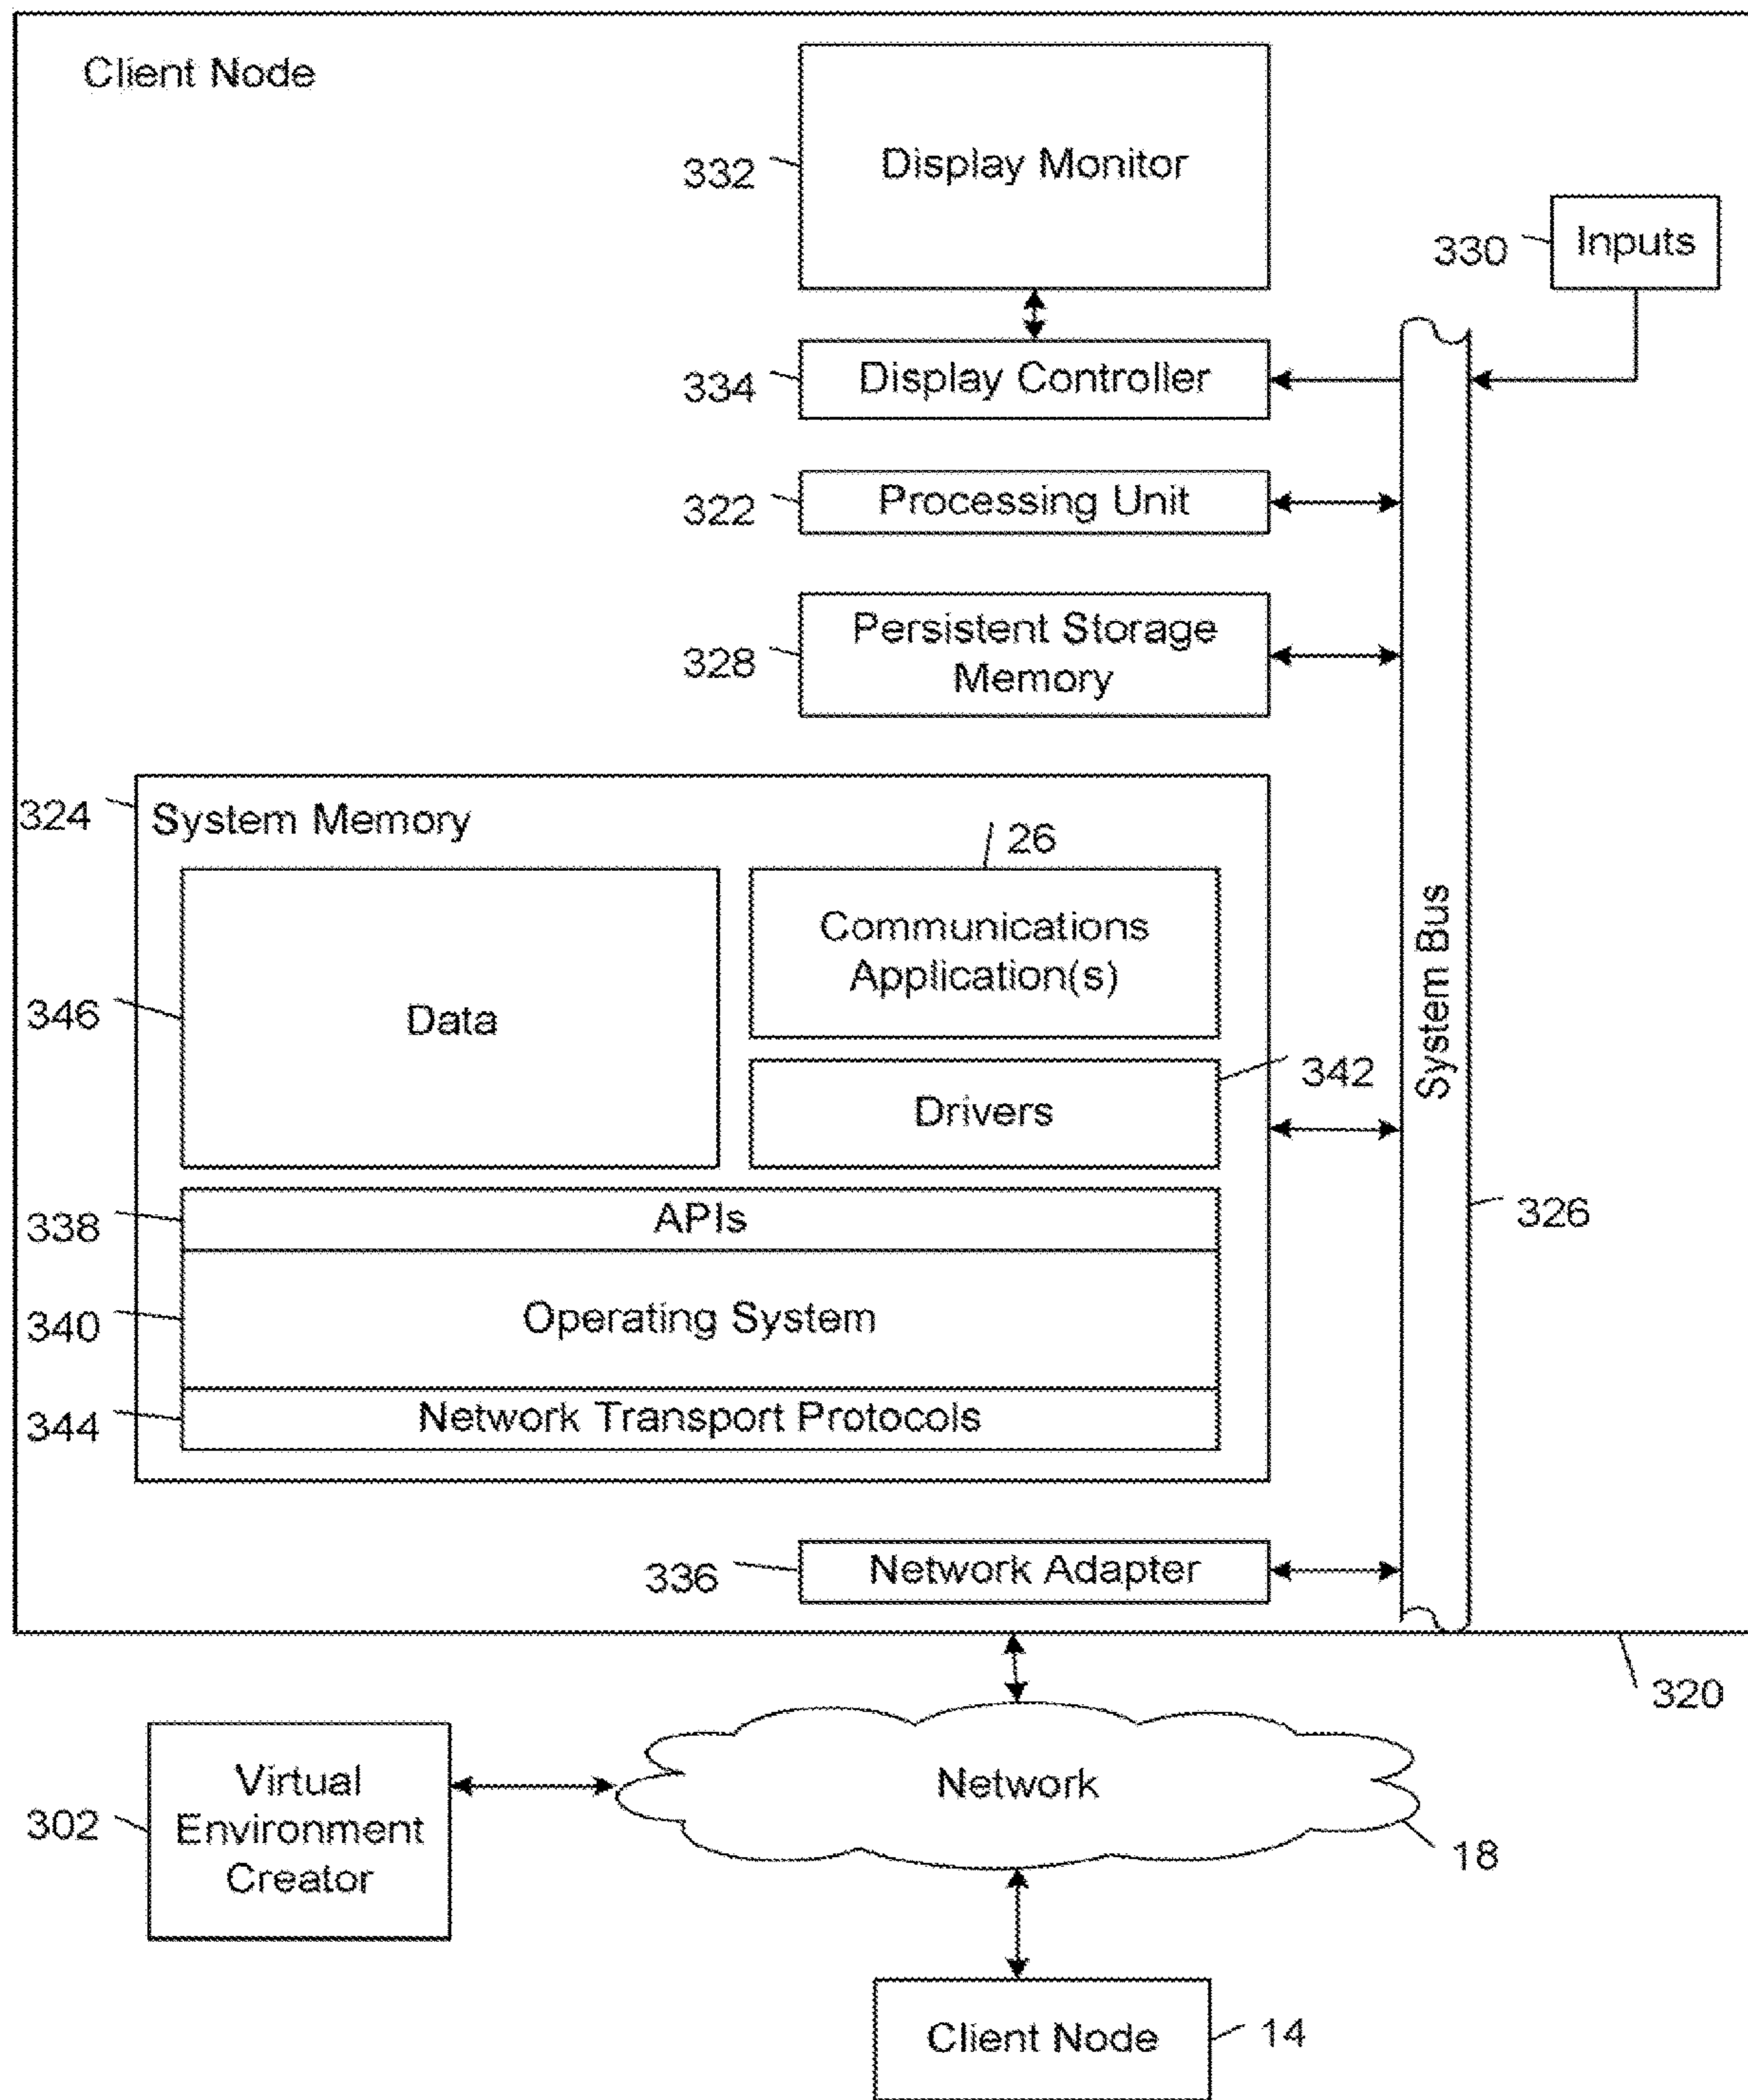 Client Node
332
Display Monitor
330
Inputs
334
Display Controller
322
Processing Unit
328
Persistent Storage
Memory
324
System Memory
26
Communications
Application(s)
346
Data
342
Drivers
System Bus
338
APIs
326
340
Operating System
344
Network Transport Protocols
336
Network Adapter
320
302
Virtual
Environment
Creator
Network
18
Client Node
14